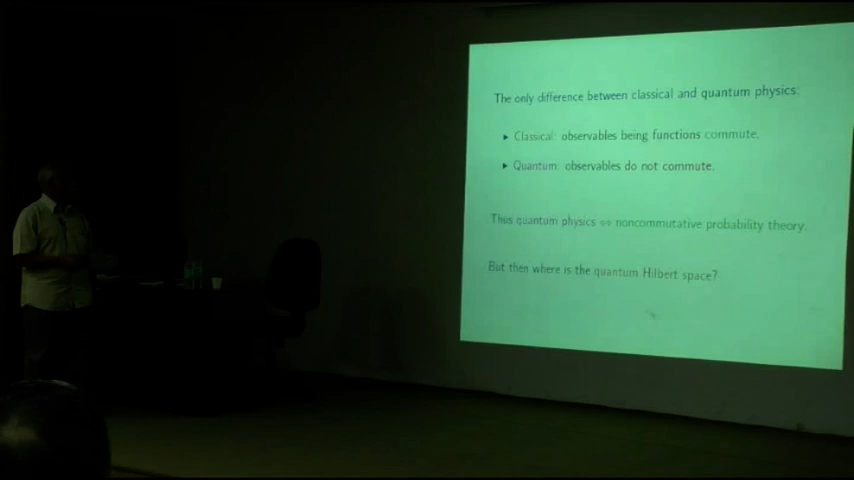 The only difference between classical and quantum physics:
▸ Classical: observables being functions commute.
▸ Quantum: observables do not commute.
Thus quantum physics ⇔ noncommutative probability theory.
But then where is the quantum Hilbert space?